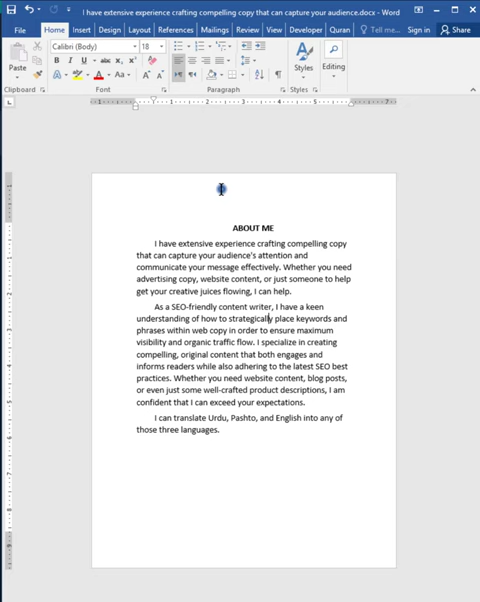 I have extensive experience crafting compelling copy that can capture your audience.docx - Word
File Home Insert Design Layout References Mailings Review View Developer Quran Tell me... Sign in Share
Calibri (Body) 18
Paste
Styles
Editing
Clipboard Font Paragraph Styles
ABOUT ME
I have extensive experience crafting compelling copy
that can capture your audience's attention and
communicate your message effectively. Whether you need
advertising copy, website content, or just someone to help
get your creative juices flowing, I can help.
As a SEO-friendly content writer, I have a keen
understanding of how to strategically place keywords and
phrases within web copy in order to ensure maximum
visibility and organic traffic flow. I specialize in creating
compelling, original content that both engages and
informs readers while also adhering to the latest SEO best
practices. Whether you need website content, blog posts,
or even just some well-crafted product descriptions, I am
confident that I can exceed your expectations.
I can translate Urdu, Pashto, and English into any of
those three languages.